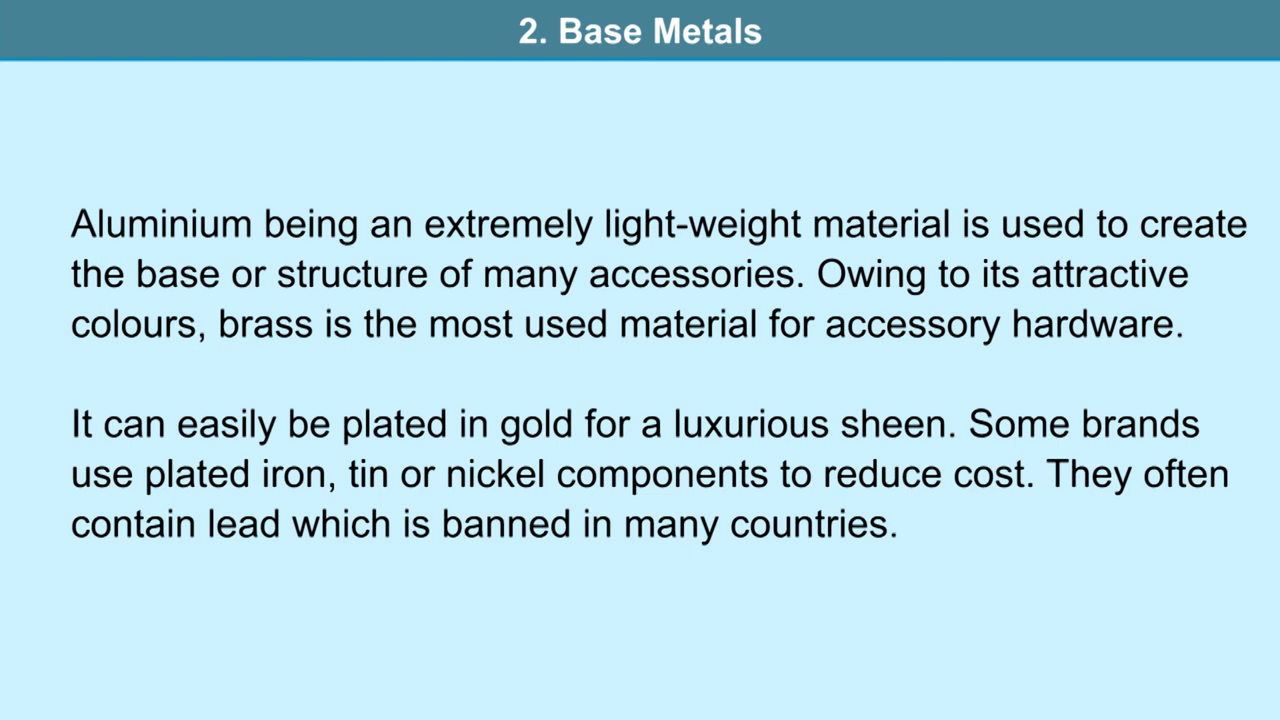 2. Base Metals
Aluminium being an extremely light-weight material is used to create
the base or structure of many accessories. Owing to its attractive
colours, brass is the most used material for accessory hardware.
It can easily be plated in gold for a luxurious sheen. Some brands
use plated iron, tin or nickel components to reduce cost. They often
contain lead which is banned in many countries.